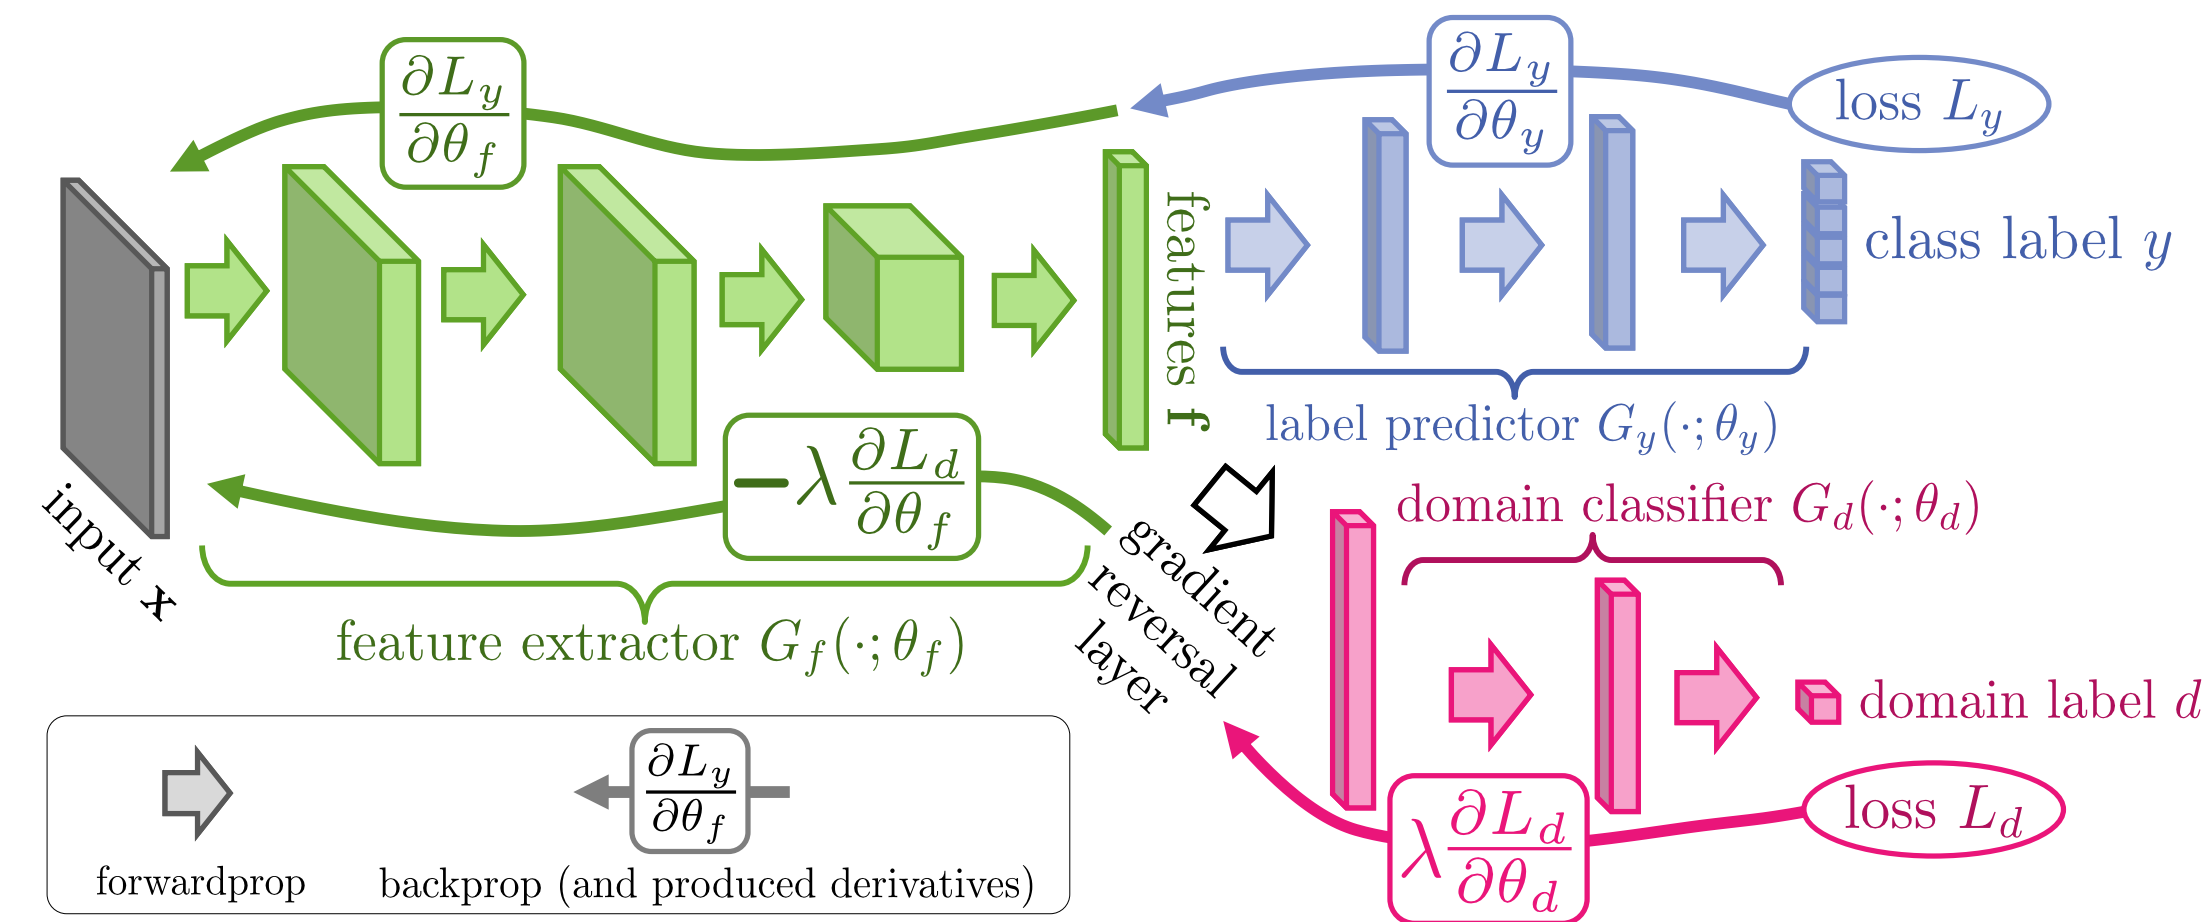 ∂L_y
∂θ_f
∂L_y
∂θ_y
loss L_y
features f
class label y
label predictor G_y(·; θ_y)
−λ ∂L_d
∂θ_f
input x
feature extractor G_f(·; θ_f)
gradient
reversal
layer
domain classifier G_d(·; θ_d)
domain label d
loss L_d
λ ∂L_d
∂θ_d
∂L_y
∂θ_f
forwardprop
backprop (and produced derivatives)